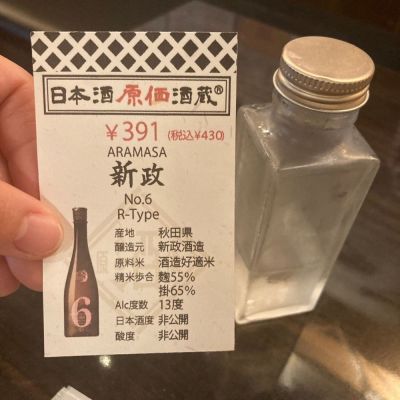 日本酒原価酒蔵®
¥391 (税込¥430)
ARAMASA
新政
No.6
R-Type
産地 秋田県
醸造元 新政酒造
原料米 酒造好適米
精米歩合 麹55%
掛65%
Alc度数 13度
日本酒度 非公開
酸度 非公開
6